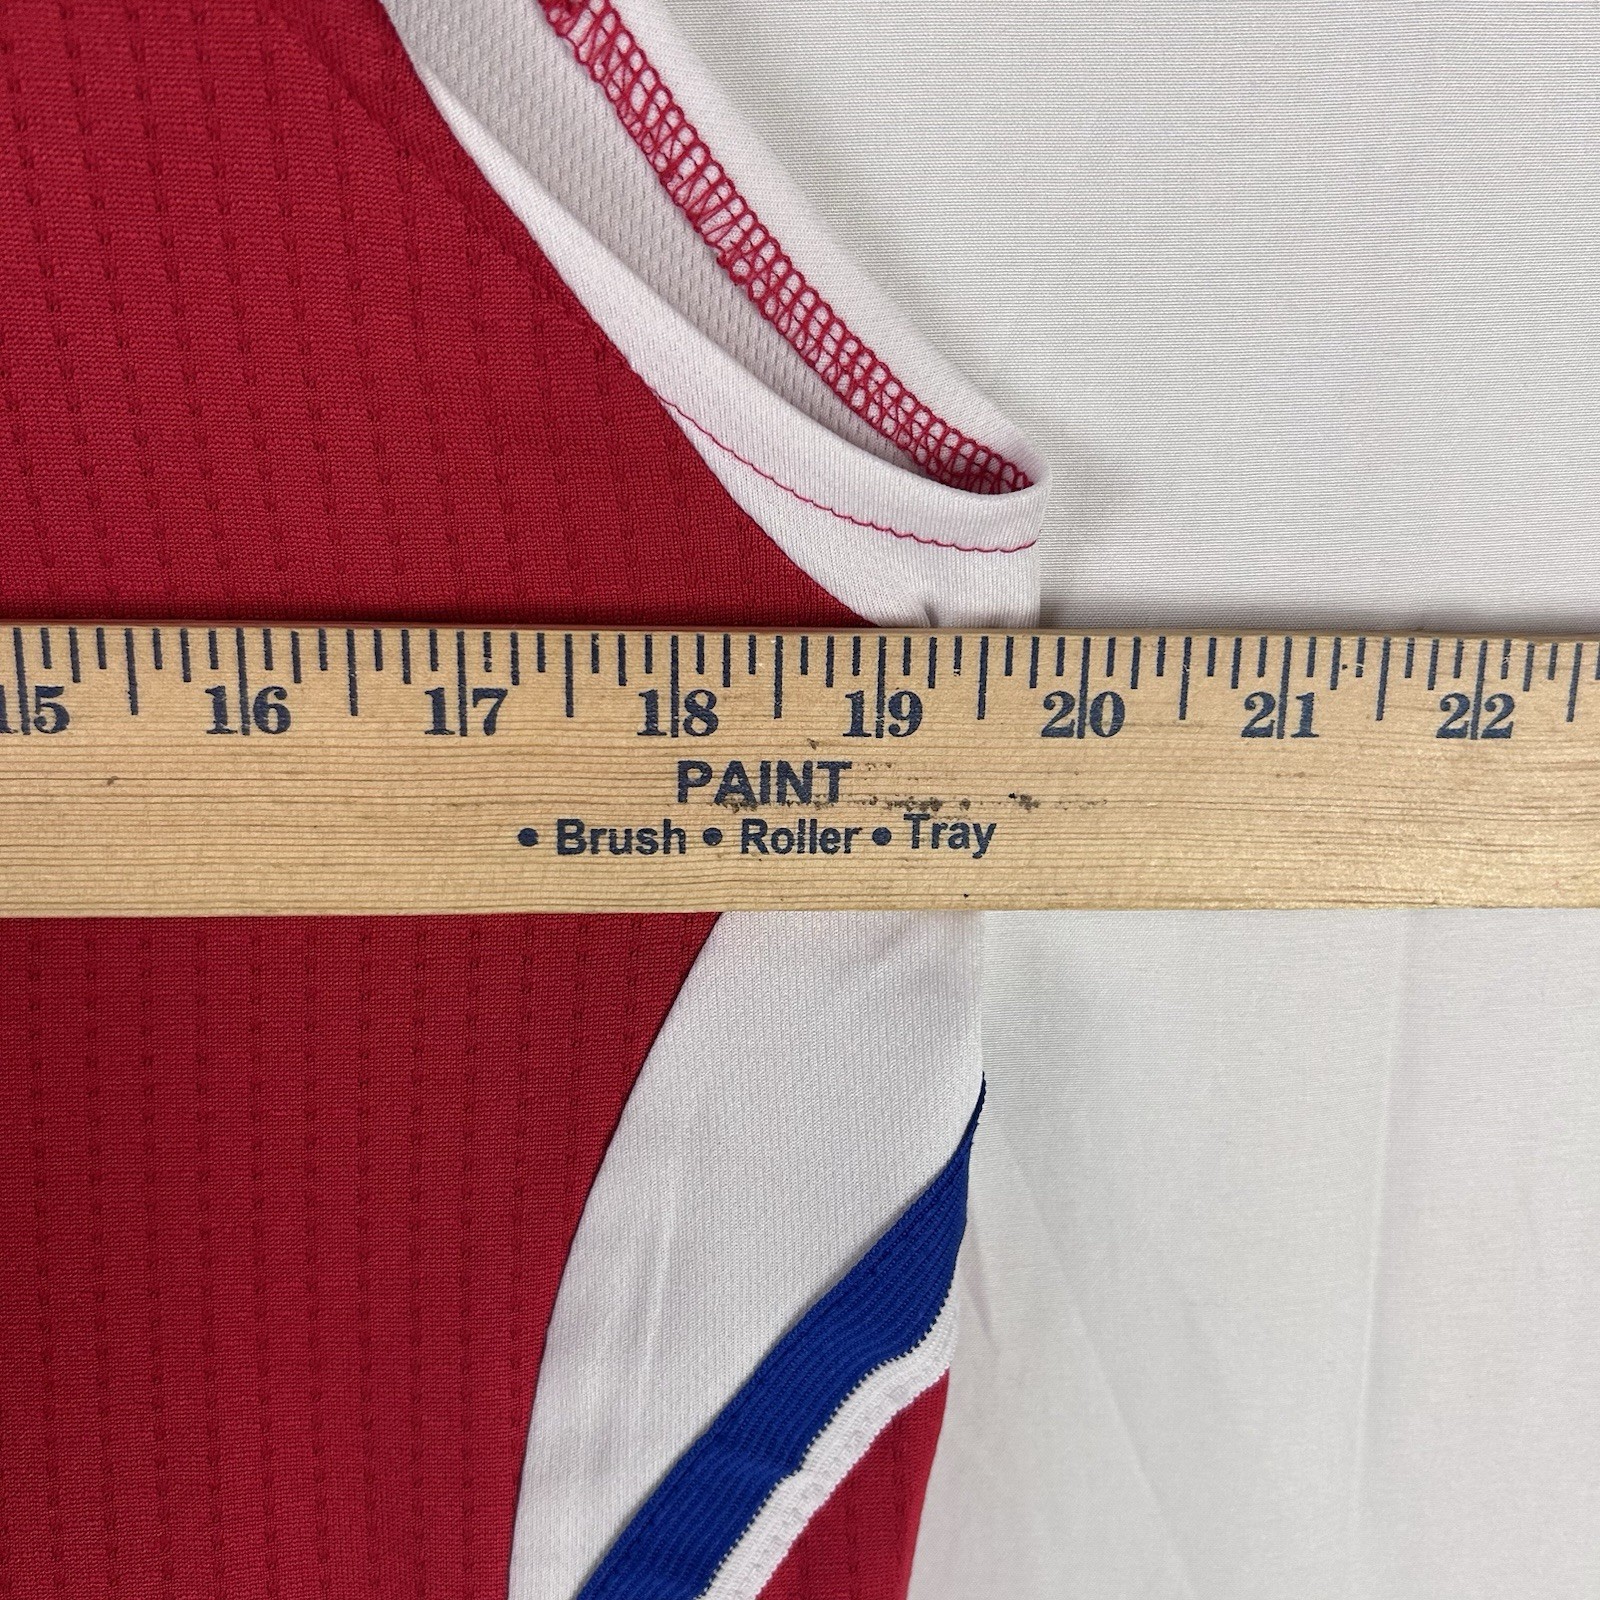 15 16 17 18 19 20 21 22
PAINT
• Brush • Roller • Tray